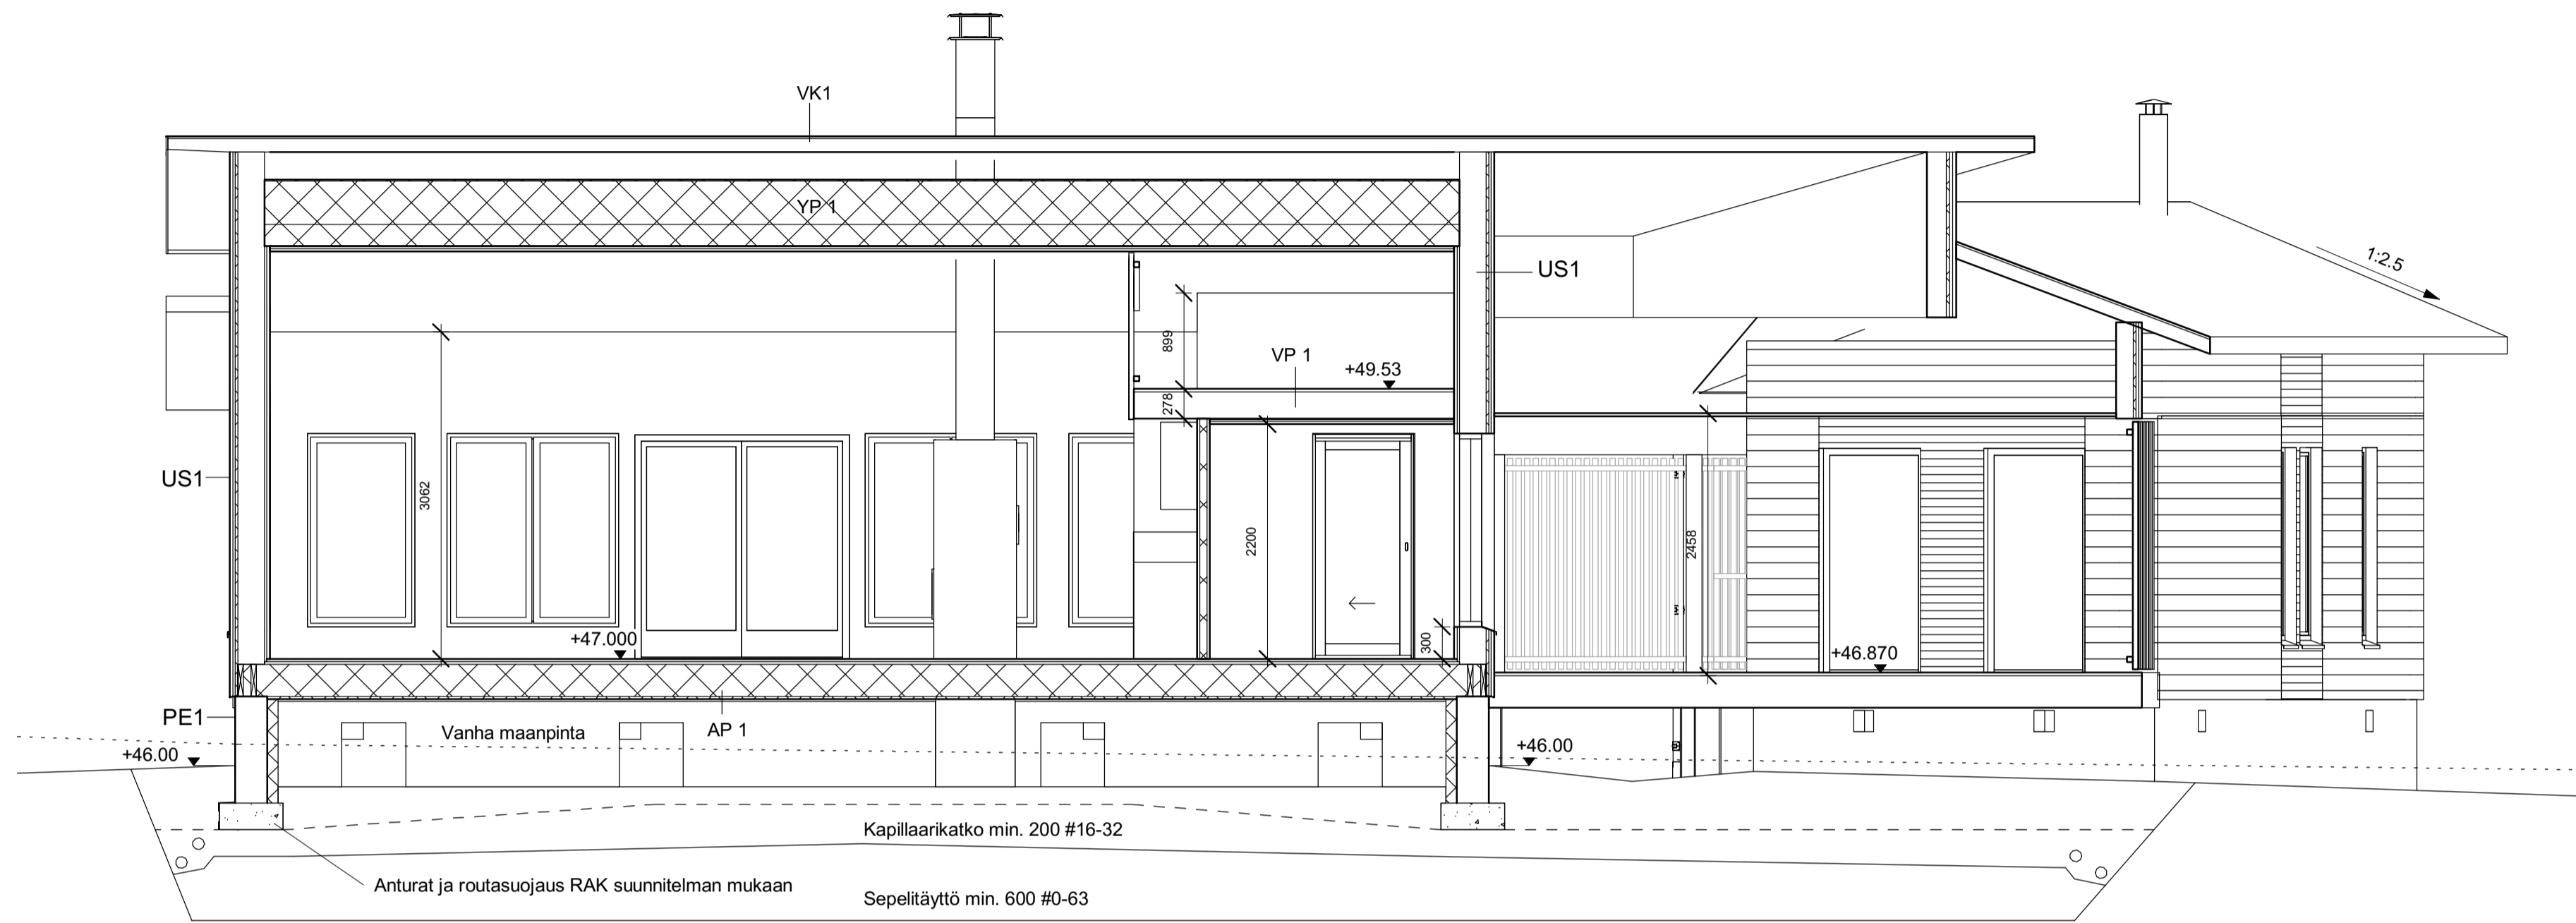 VK1
YP 1
US1
1:2.5
899
VP 1
+49.53
278
US1
3062
2200
2458
+47.000
300
+46.870
PE1
Vanha maanpinta
AP 1
+46.00
+46.00
Kapillaarikatko min. 200 #16-32
Anturat ja routasuojaus RAK suunnitelman mukaan
Sepelitäyttö min. 600 #0-63